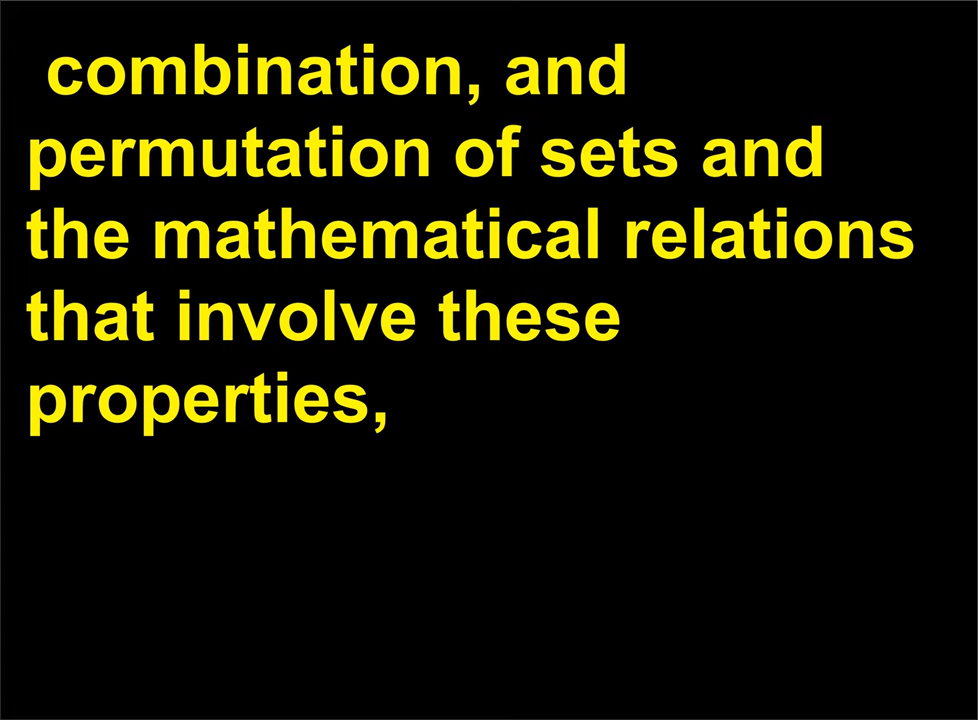 combination, and
permutation of sets and
the mathematical relations
that involve these
properties,